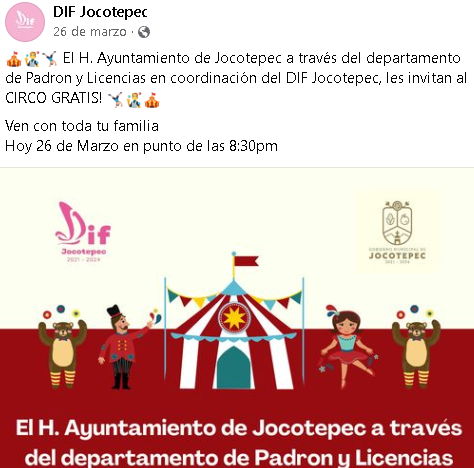 DIF Jocotepec
26 de marzo ·
🎪🤹🤸 El H. Ayuntamiento de Jocotepec a través del departamento
de Padron y Licencias en coordinación del DIF Jocotepec, les invitan al
CIRCO GRATIS! 🤸🤹🎪
Ven con toda tu familia
Hoy 26 de Marzo en punto de las 8:30pm
Dif
Jocotepec
2021 - 2024
GOBIERNO MUNICIPAL DE
JOCOTEPEC
2021 - 2024
El H. Ayuntamiento de Jocotepec a través
del departamento de Padron y Licencias